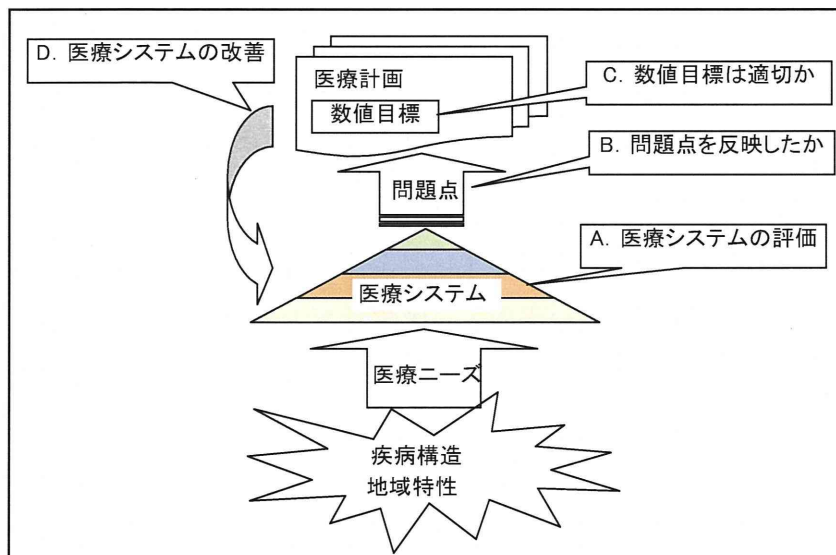 D. 医療システムの改善
医療計画
数値目標
C. 数値目標は適切か
B. 問題点を反映したか
問題点
A. 医療システムの評価
医療システム
医療ニーズ
疾病構造
地域特性